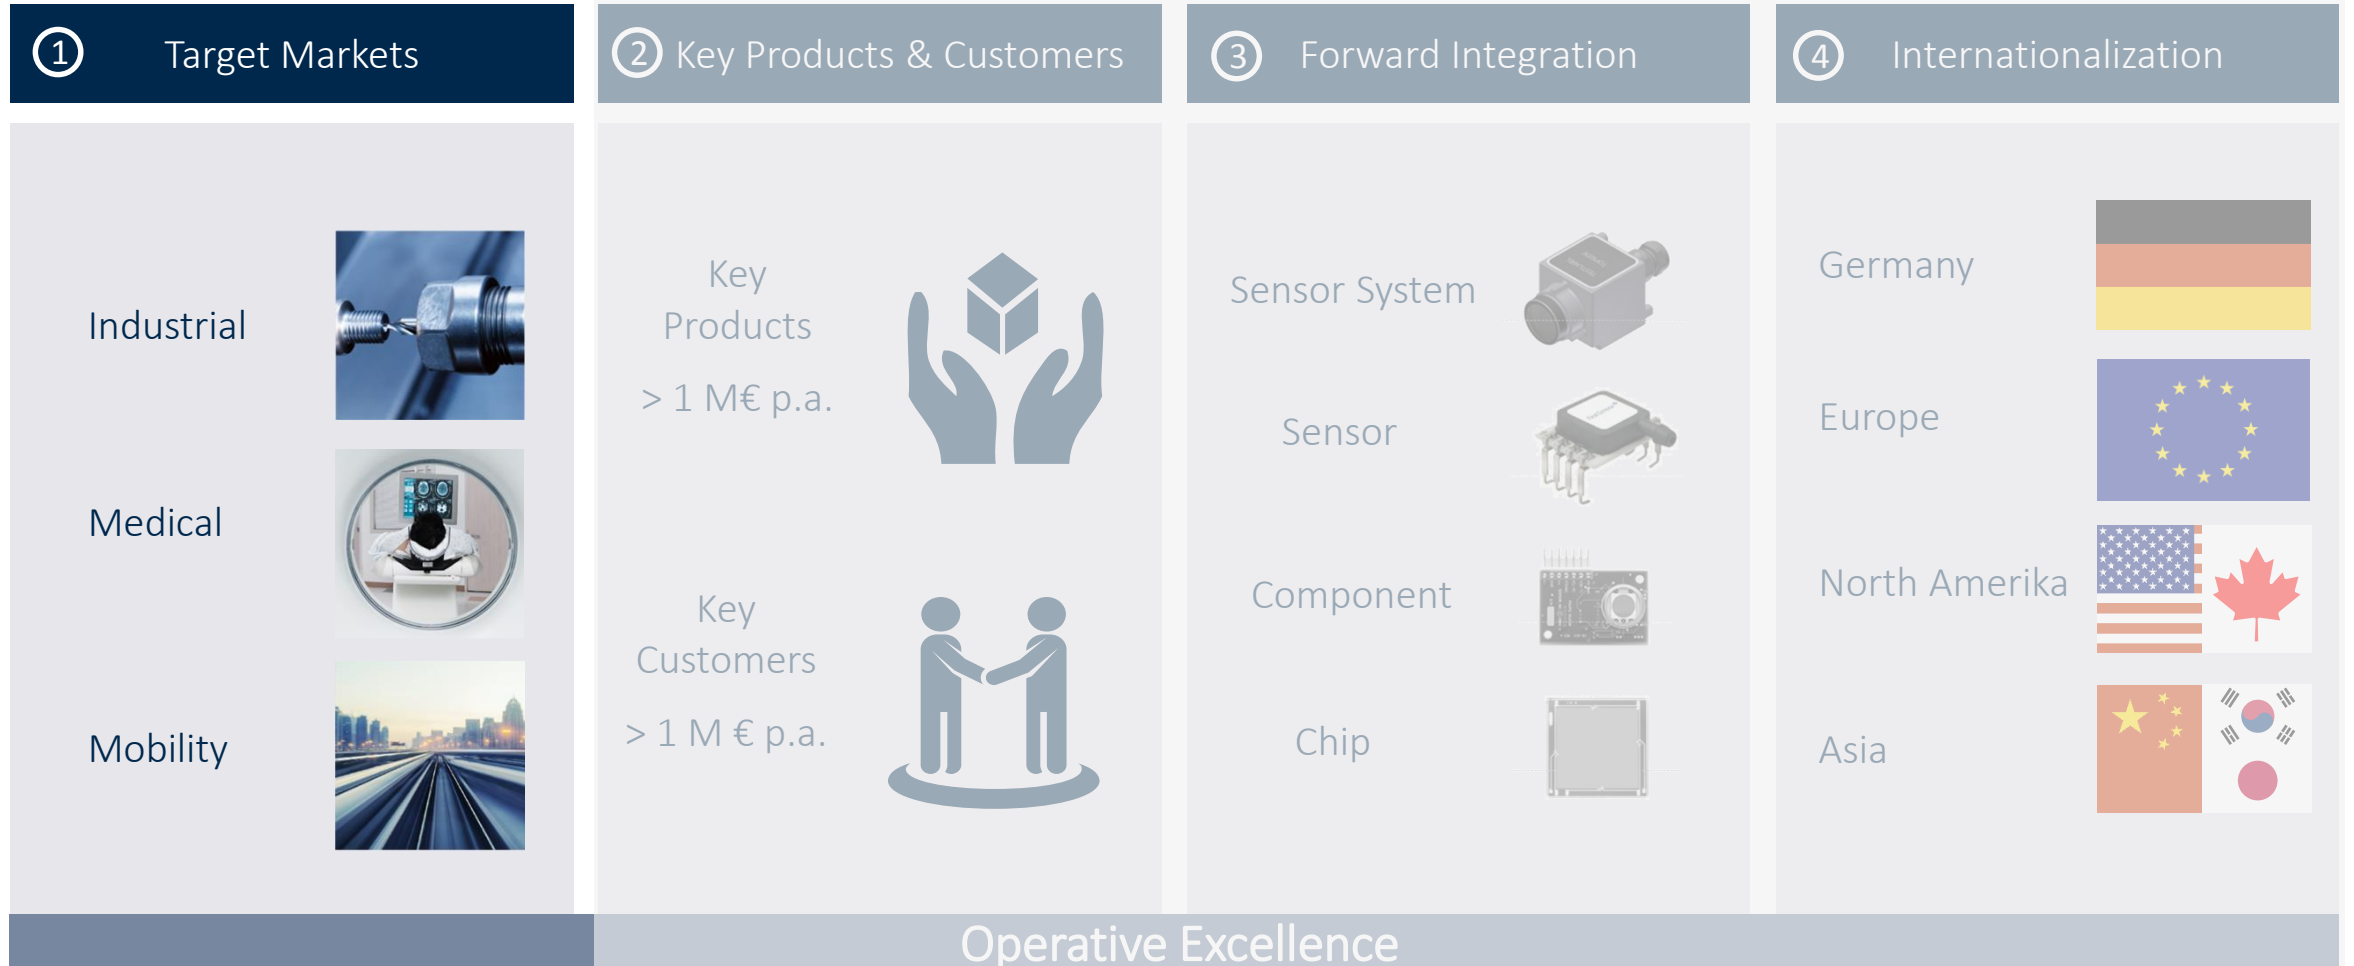 1 Target Markets
Industrial
Medical
Mobility
2 Key Products & Customers
Key
Products
> 1 M€ p.a.
Key
Customers
> 1 M € p.a.
3 Forward Integration
Sensor System
Sensor
Component
Chip
4 Internationalization
Germany
Europe
North Amerika
Asia
Operative Excellence